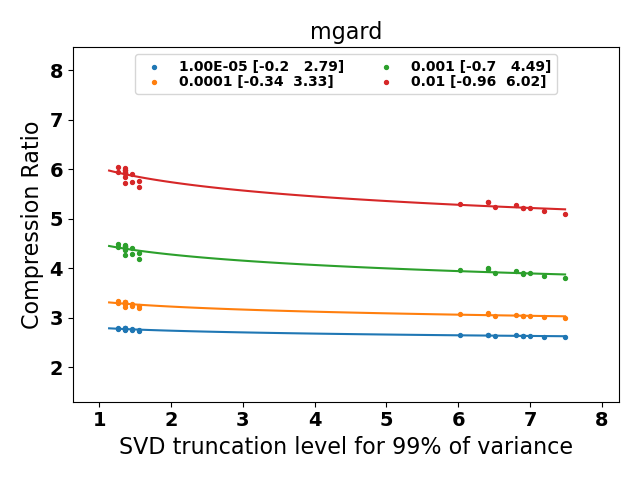 mgard
1.00E-05 [-0.2   2.79]
0.0001 [-0.34  3.33]
0.001 [-0.7   4.49]
0.01 [-0.96  6.02]
Compression Ratio
8
7
6
5
4
3
2
1 2 3 4 5 6 7 8
SVD truncation level for 99% of variance